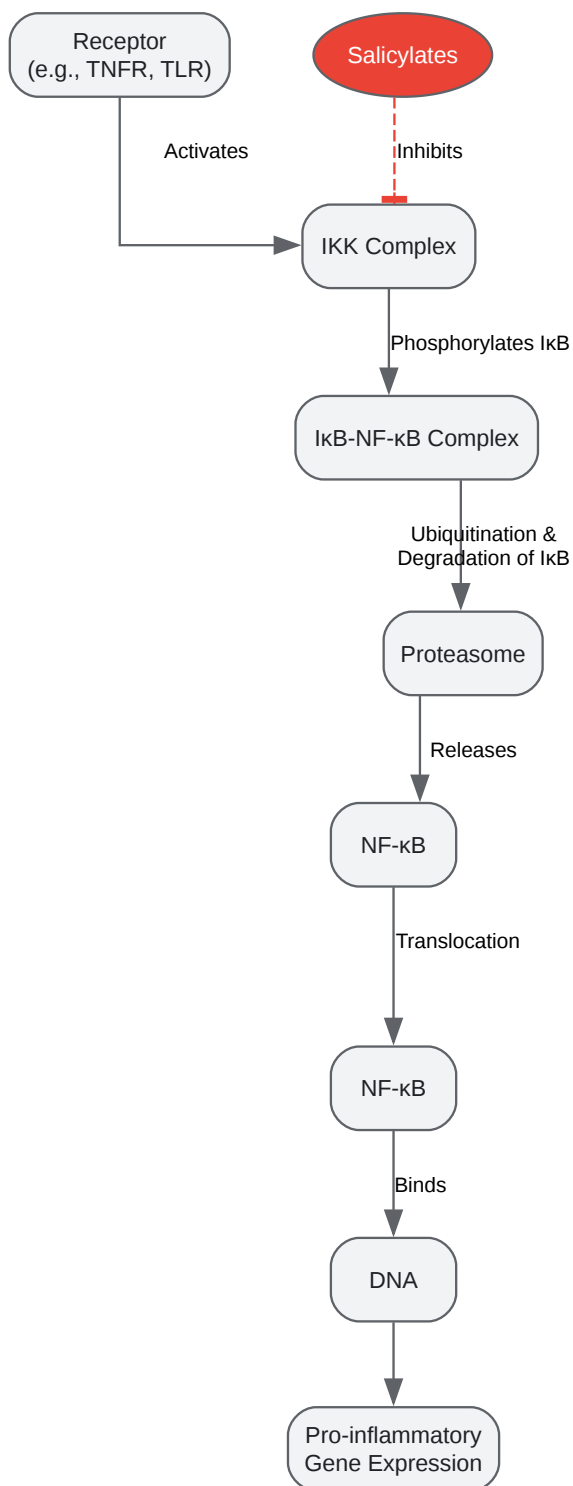 Receptor
(e.g., TNFR, TLR)
Salicylates
Activates
Inhibits
IKK Complex
Phosphorylates IκB
IκB-NF-κB Complex
Ubiquitination &
Degradation of IκB
Proteasome
Releases
NF-κB
Translocation
NF-κB
Binds
DNA
Pro-inflammatory
Gene Expression